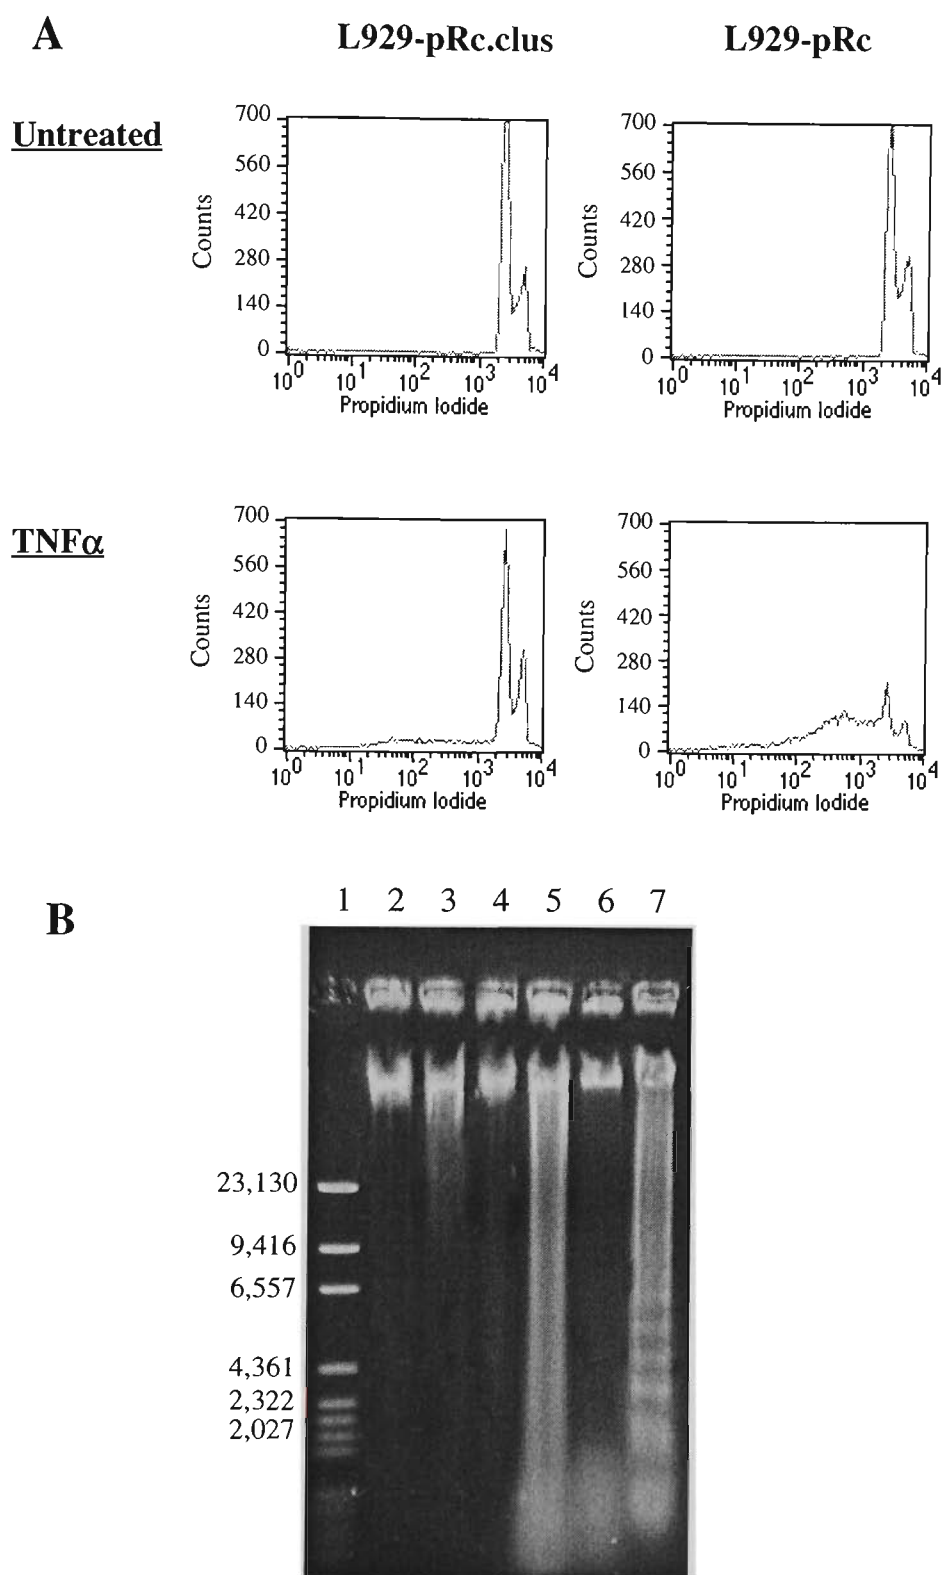 A
L929-pRc.clus
L929-pRc
Untreated
700
560
420
280
140
0
Counts
10^0 10^1 10^2 10^3 10^4
Propidium Iodide
700
560
420
280
140
0
Counts
10^0 10^1 10^2 10^3 10^4
Propidium Iodide
TNFα
700
560
420
280
140
0
Counts
10^0 10^1 10^2 10^3 10^4
Propidium Iodide
700
560
420
280
140
0
Counts
10^0 10^1 10^2 10^3 10^4
Propidium Iodide
B
1 2 3 4 5 6 7
23,130
9,416
6,557
4,361
2,322
2,027